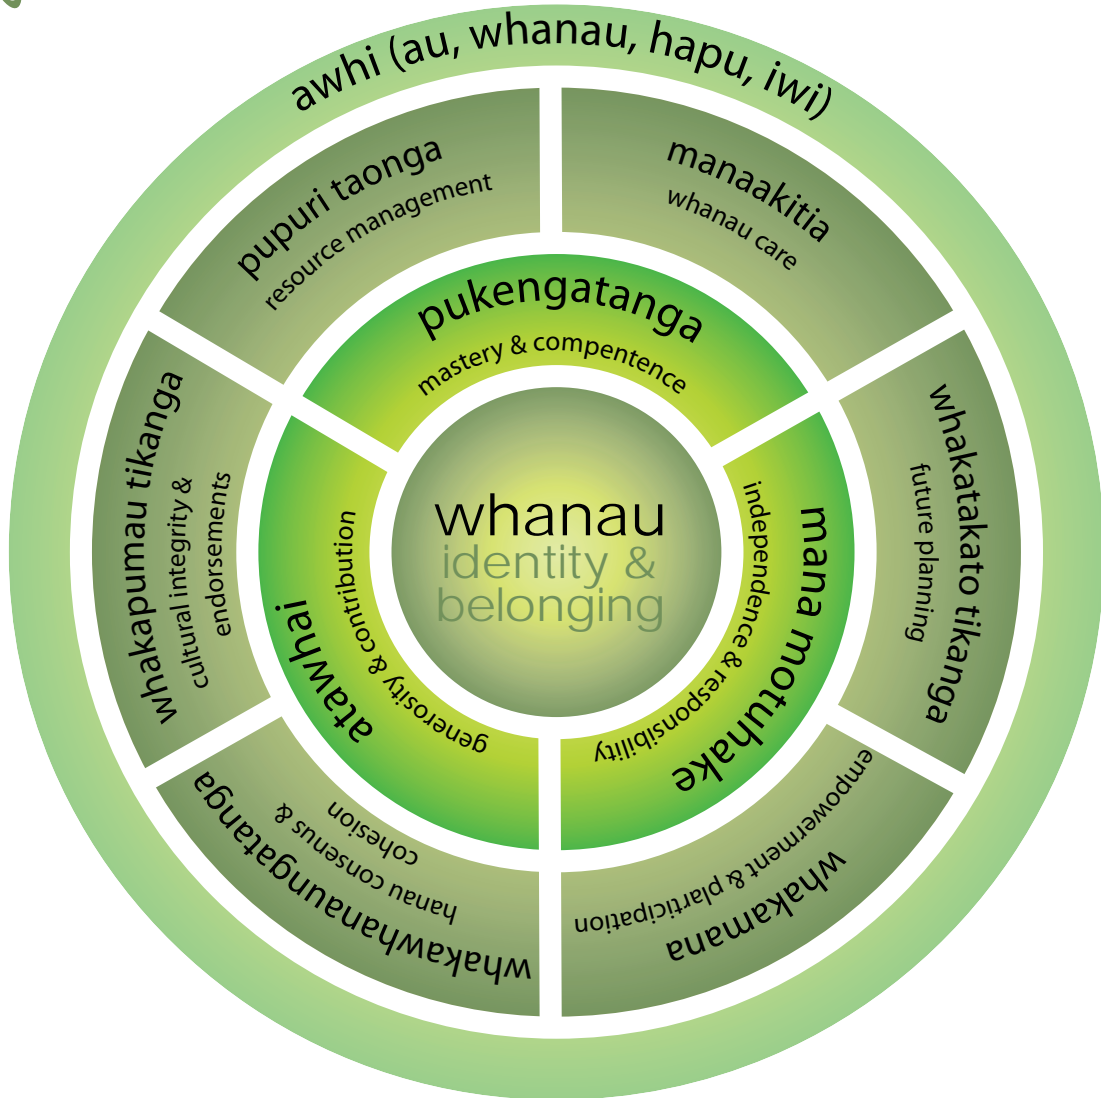 awhi (au, whanau, hapu, iwi)
pupuri taonga
resource management
manaakitia
whanau care
whakatakato tikanga
future planning
whakamana
empowerment & plarticipation
whakawhanaungatanga
hanau consenus &
cohesion
whakapumau tikanga
cultural integrity &
endorsements
pukengatanga
mastery & compentence
mana motuhake
independence & responsibility
atawhai
generosity & contribution
whanau
identity &
belonging